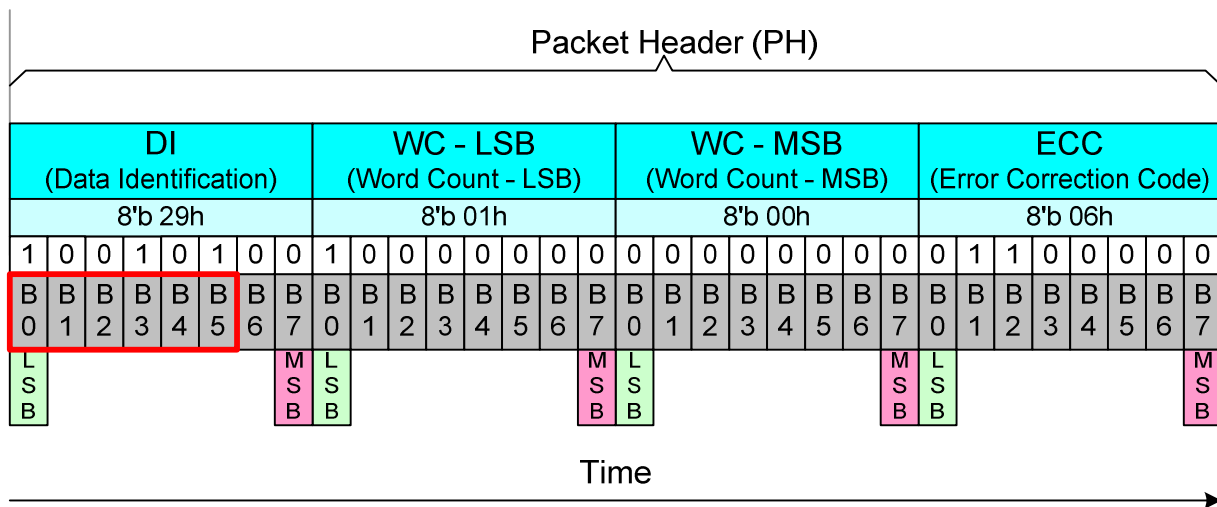 Packet Header (PH)
DI WC - LSB WC - MSB ECC
(Data Identification) (Word Count - LSB) (Word Count - MSB) (Error Correction Code)
8'b 29h 8'b 01h 8'b 00h 8'b 06h
1 0 0 1 0 1 0 0 1 0 0 0 0 0 0 0 0 0 0 0 0 0 0 0 0 1 1 0 0 0 0 0
B0 B1 B2 B3 B4 B5 B6 B7 B0 B1 B2 B3 B4 B5 B6 B7 B0 B1 B2 B3 B4 B5 B6 B7 B0 B1 B2 B3 B4 B5 B6 B7
LSB MSB LSB MSB LSB MSB LSB MSB
Time